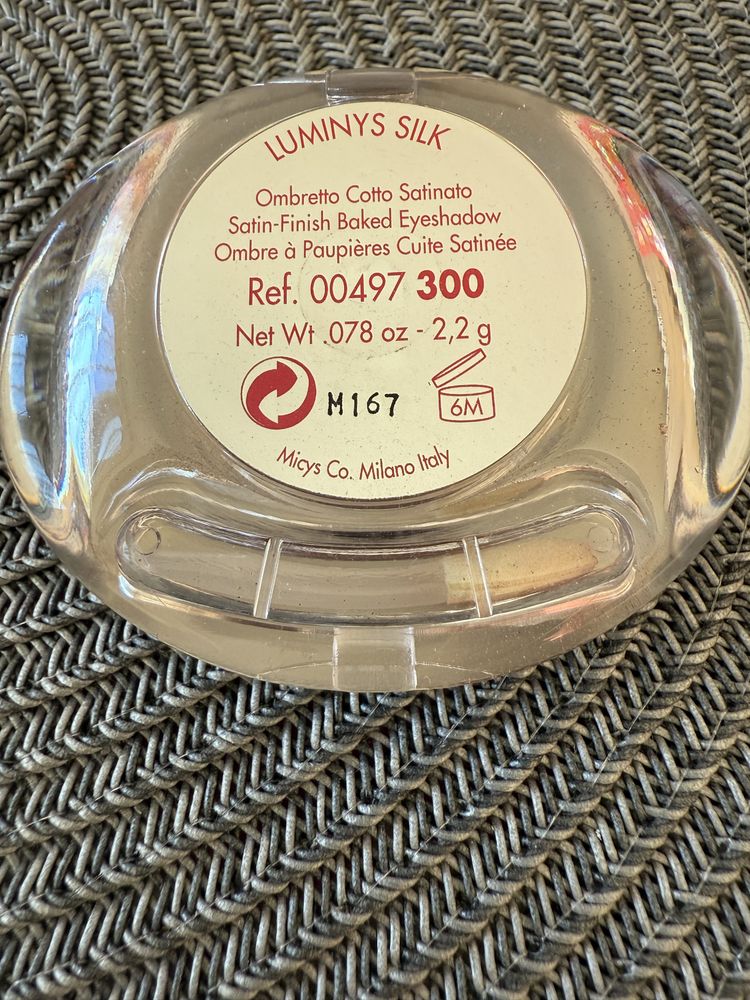 LUMINYS SILK
Ombretto Cotto Satinato
Satin-Finish Baked Eyeshadow
Ombre à Paupières Cuite Satinée
Ref. 00497 300
Net Wt .078 oz - 2,2 g
M167
6M
Micys Co. Milano Italy